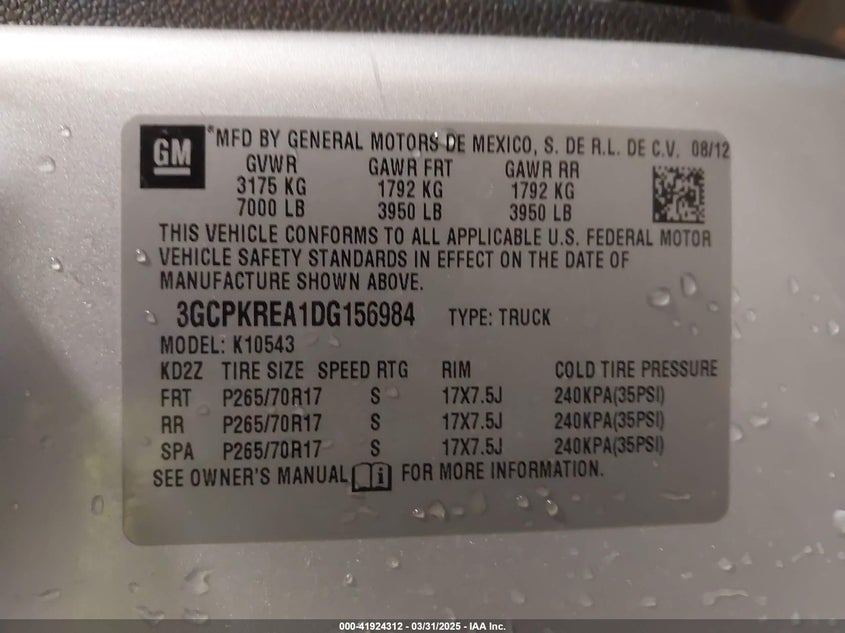 GM
®MFD BY GENERAL MOTORS DE MEXICO, S. DE R.L. DE C.V. 08/12
GVWR GAWR FRT GAWR RR
3175 KG 1792 KG 1792 KG
7000 LB 3950 LB 3950 LB
THIS VEHICLE CONFORMS TO ALL APPLICABLE U.S. FEDERAL MOTOR
VEHICLE SAFETY STANDARDS IN EFFECT ON THE DATE OF
MANUFACTURE SHOWN ABOVE.
3GCPKREA1DG156984 TYPE: TRUCK
MODEL: K10543
KD2Z TIRE SIZE SPEED RTG RIM COLD TIRE PRESSURE
FRT P265/70R17 S 17X7.5J 240KPA(35PSI)
RR P265/70R17 S 17X7.5J 240KPA(35PSI)
SPA P265/70R17 S 17X7.5J 240KPA(35PSI)
SEE OWNER'S MANUAL FOR MORE INFORMATION.
000-41924312 - 03/31/2025 - IAA Inc.